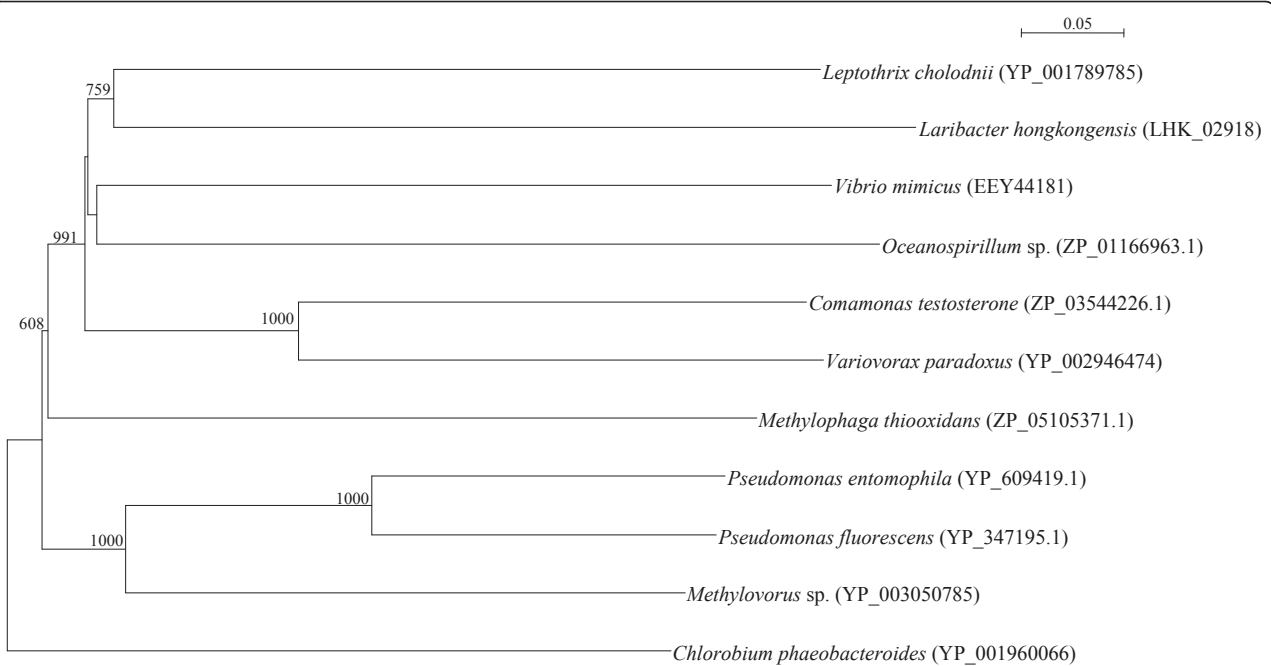 0.05
Leptothrix cholodnii (YP_001789785)
759
Laribacter hongkongensis (LHK_02918)
Vibrio mimicus (EEY44181)
991
Oceanospirillum sp. (ZP_01166963.1)
Comamonas testosterone (ZP_03544226.1)
1000
608
Variovorax paradoxus (YP_002946474)
Methylophaga thiooxidans (ZP_05105371.1)
Pseudomonas entomophila (YP_609419.1)
1000
Pseudomonas fluorescens (YP_347195.1)
1000
Methylovorus sp. (YP_003050785)
Chlorobium phaeobacteroides (YP_001960066)